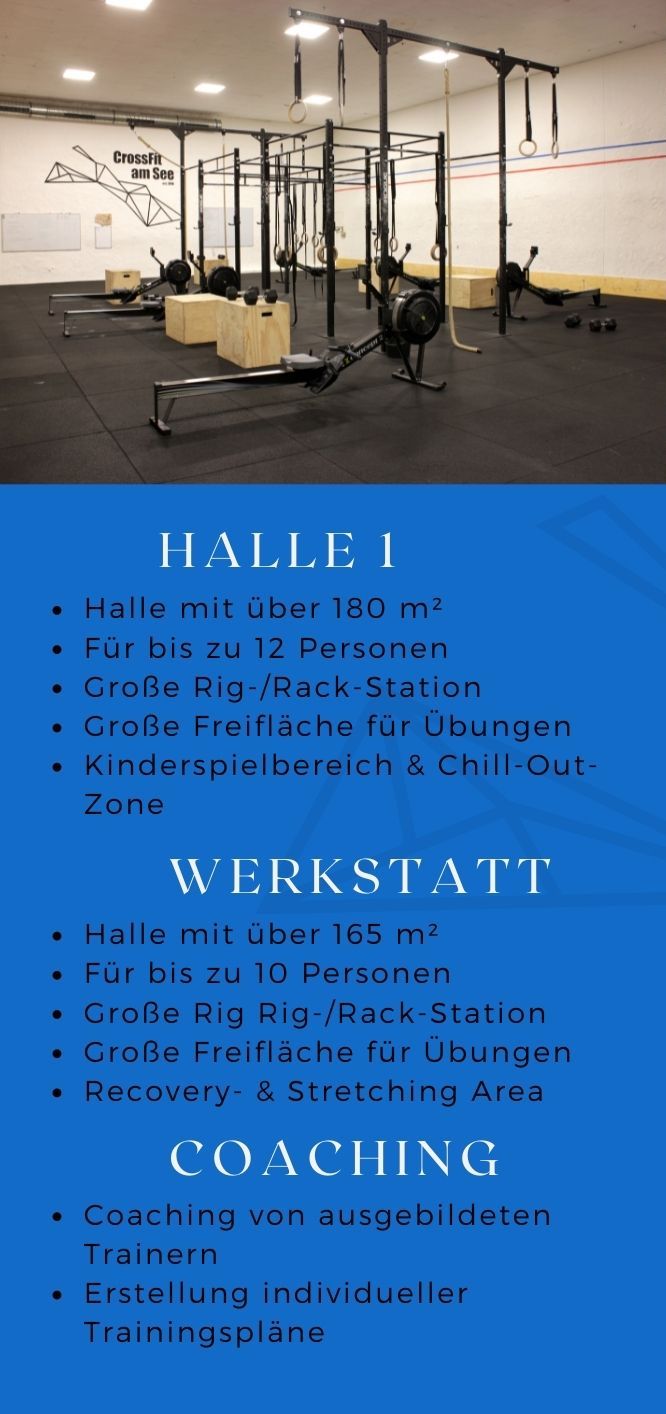 CrossFit
am See
concept 2
HALLE 1
• Halle mit über 180 m²
• Für bis zu 12 Personen
• Große Rig-/Rack-Station
• Große Freifläche für Übungen
• Kinderspielbereich & Chill-Out-
Zone
WERKSTATT
• Halle mit über 165 m²
• Für bis zu 10 Personen
• Große Rig Rig-/Rack-Station
• Große Freifläche für Übungen
• Recovery- & Stretching Area
COACHING
• Coaching von ausgebildeten
Trainern
• Erstellung individueller
Trainingspläne